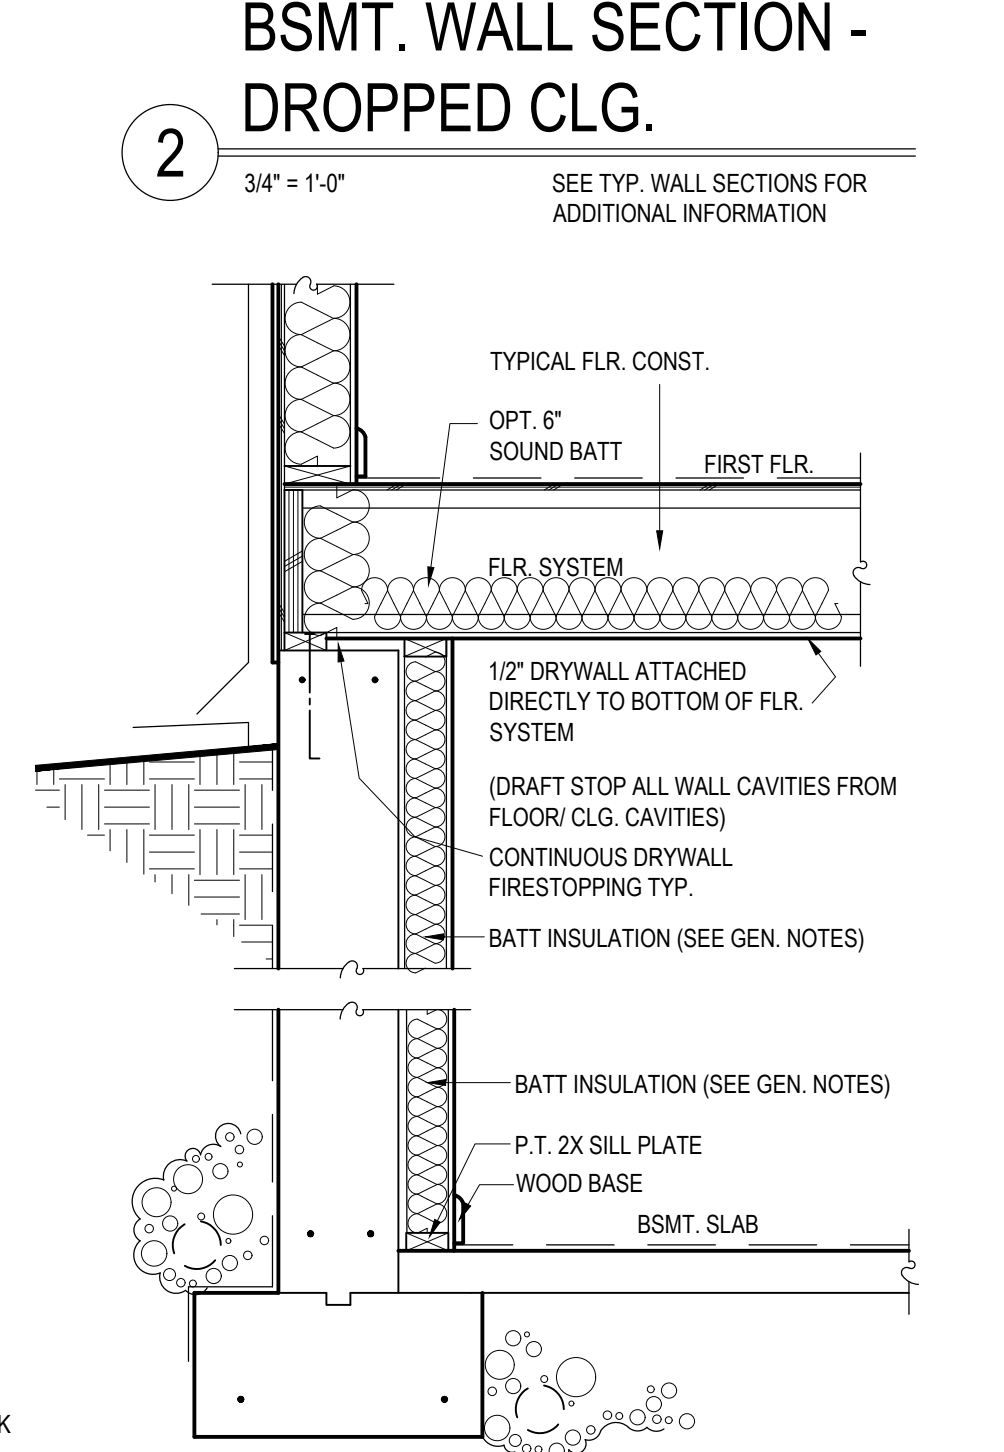 BSMT. WALL SECTION -
DROPPED CLG.
2
3/4" = 1'-0"
SEE TYP. WALL SECTIONS FOR
ADDITIONAL INFORMATION
TYPICAL FLR. CONST.
OPT. 6"
SOUND BATT
FIRST FLR.
FLR. SYSTEM
1/2" DRYWALL ATTACHED
DIRECTLY TO BOTTOM OF FLR.
SYSTEM
(DRAFT STOP ALL WALL CAVITIES FROM
FLOOR/ CLG. CAVITIES)
CONTINUOUS DRYWALL
FIRESTOPPING TYP.
BATT INSULATION (SEE GEN. NOTES)
BATT INSULATION (SEE GEN. NOTES)
P.T. 2X SILL PLATE
WOOD BASE
BSMT. SLAB
K